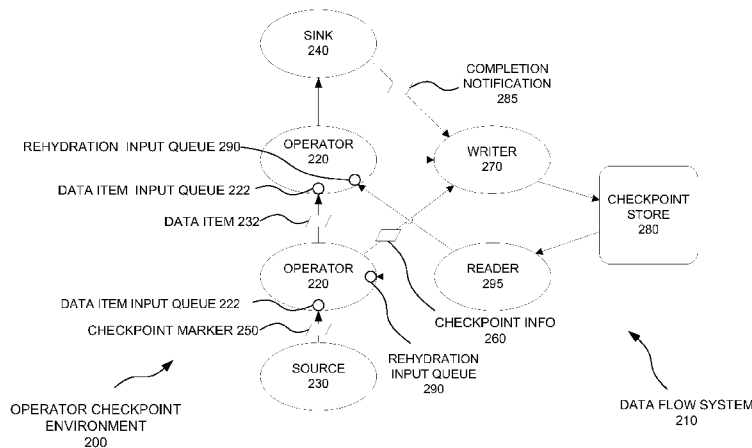 SINK
240
COMPLETION
NOTIFICATION
285
REHYDRATION INPUT QUEUE 290
OPERATOR
220
WRITER
270
DATA ITEM INPUT QUEUE 222
CHECKPOINT
STORE
280
DATA ITEM 232
OPERATOR
220
READER
295
DATA ITEM INPUT QUEUE 222
CHECKPOINT MARKER 250
CHECKPOINT INFO
260
REHYDRATION
INPUT QUEUE
290
SOURCE
230
OPERATOR CHECKPOINT
ENVIRONMENT
200
DATA FLOW SYSTEM
210